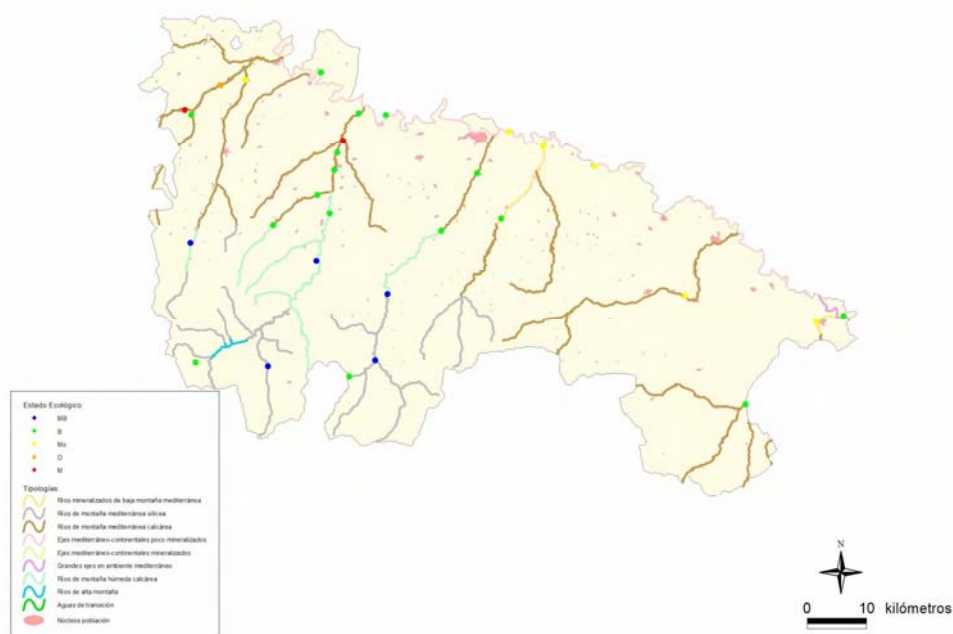 Estado Ecológico
MB
B
Mo
D
M
Tipologías
Ríos mineralizados de baja montaña mediterránea
Ríos de montaña mediterránea silícea
Ríos de montaña mediterránea calcárea
Ejes mediterráneo-continentales poco mineralizados
Ejes mediterráneo-continentales mineralizados
Grandes ejes en ambiente mediterráneo
Ríos de montaña húmeda calcárea
Ríos de alta montaña
Aguas de transición
Núcleos población
N
0 10 kilómetros